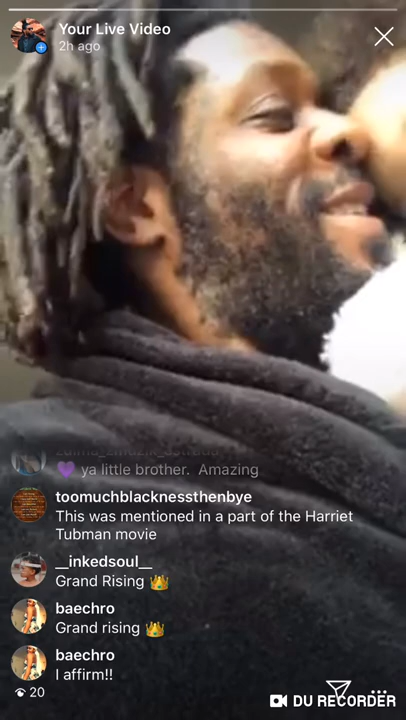 Your Live Video
2h ago
💜 ya little brother. Amazing
toomuchblacknessthenbye
This was mentioned in a part of the Harriet
Tubman movie
__inkedsoul__
Grand Rising 👑
baechro
Grand rising 👑
baechro
I affirm!!
20
DU RECORDER